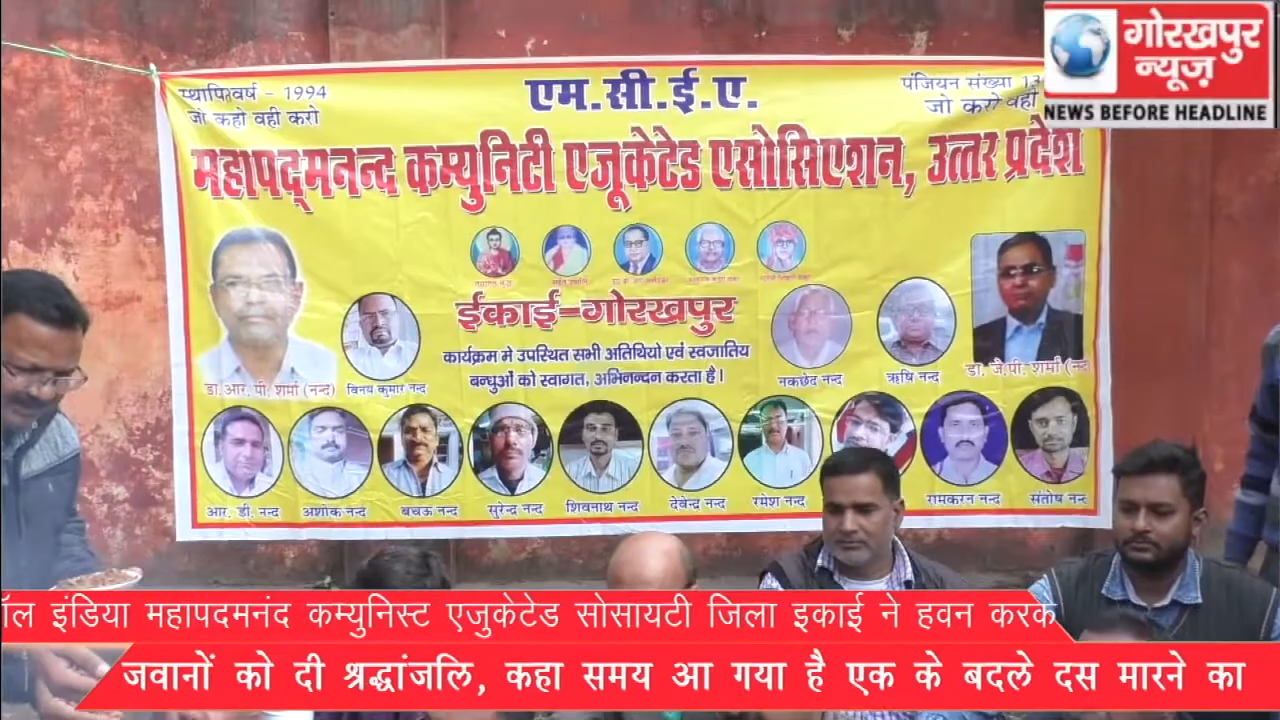 गोरखपुर
न्यूज़
NEWS BEFORE HEADLINE
स्थापित वर्ष - 1994
जो कहो वही करो
एम.सी.ई.ए.
पंजियन संख्या 13
जो करो वही
महापद्मनन्द कम्युनिटी एजूकेटेड एसोसिएशन, उत्तर प्रदेश
ईकाई-गोरखपुर
कार्यक्रम मे उपस्थित सभी अतिथियो एवं स्वजातिय
बन्धुओं को स्वागत, अभिनन्दन करता है।
डा. आर. पी. शर्मा (नन्द)
विनय कुमार नन्द
नकछेद नन्द
ऋषि नन्द
डा. जे.पी. शर्मा (नन्द
आर. डी. नन्द
अशोक नन्द
बचऊ नन्द
सुरेन्द्र नन्द
शिवनाथ नन्द
देवेन्द्र नन्द
रमेश नन्द
रामकरन नन्द
संतोष नन्द
ॉल इंडिया महापदमनंद कम्युनिस्ट एजुकेटेड सोसायटी जिला इकाई ने हवन करक
जवानों को दी श्रद्धांजलि, कहा समय आ गया है एक के बदले दस मारने का